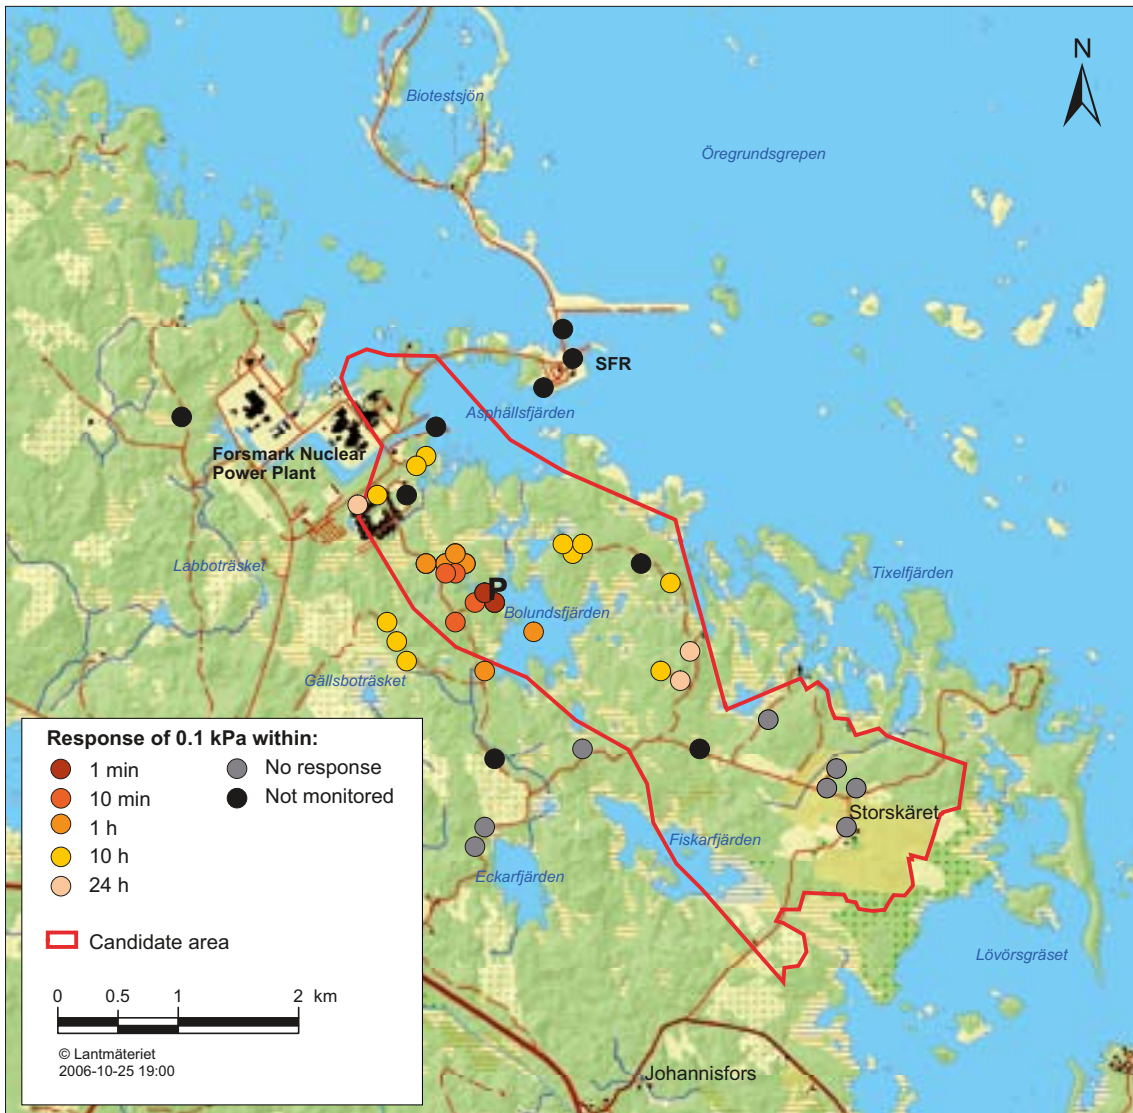 N
Biotestsjön
Öregrundsgrepen
SFR
Asphällsfjärden
Forsmark Nuclear
Power Plant
Labboträsket
Tixelfjärden
P
Bolundsfjärden
Gällsboträsket
Response of 0.1 kPa within:
1 min
10 min
1 h
10 h
24 h
No response
Not monitored
Candidate area
0 0.5 1 2 km
© Lantmäteriet
2006-10-25 19:00
Storskäret
Fiskarfjärden
Eckarfjärden
Lövörsgräset
Johannisfors